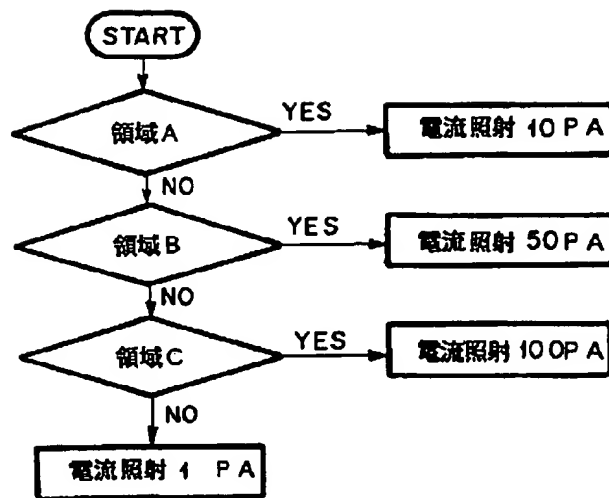 START
領域A
YES
電流照射 10PA
NO
領域B
YES
電流照射 50PA
NO
領域C
YES
電流照射 100PA
NO
電流照射 1 PA